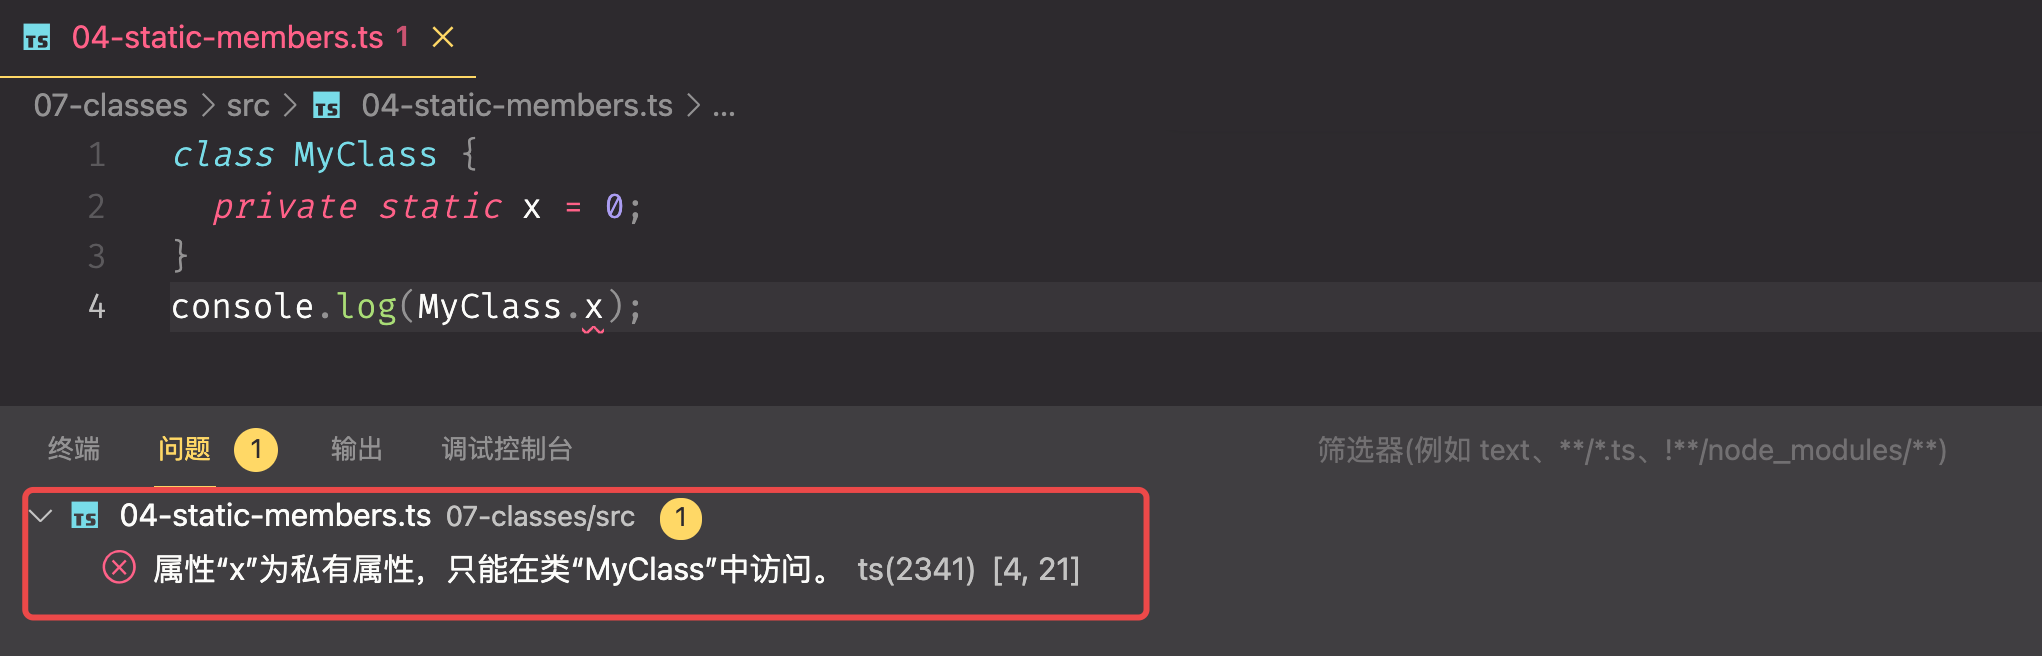 TS 04-static-members.ts 1
07-classes > src > TS 04-static-members.ts > ...
1 class MyClass {
2 private static x = 0;
3 }
4 console.log(MyClass.x);
终端 问题 1 输出 调试控制台 筛选器(例如 text、**/*.ts、!**/node_modules/**)
TS 04-static-members.ts 07-classes/src 1
属性“x”为私有属性，只能在类“MyClass”中访问。 ts(2341) [4, 21]